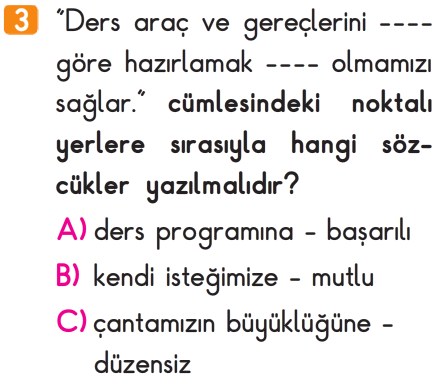 3 "Ders araç ve gereçlerini ----
göre hazırlamak ---- olmamızı
sağlar." cümlesindeki noktalı
yerlere sırasıyla hangi söz-
cükler yazılmalıdır?
A) ders programına - başarılı
B) kendi isteğimize - mutlu
C) çantamızın büyüklüğüne -
düzensiz